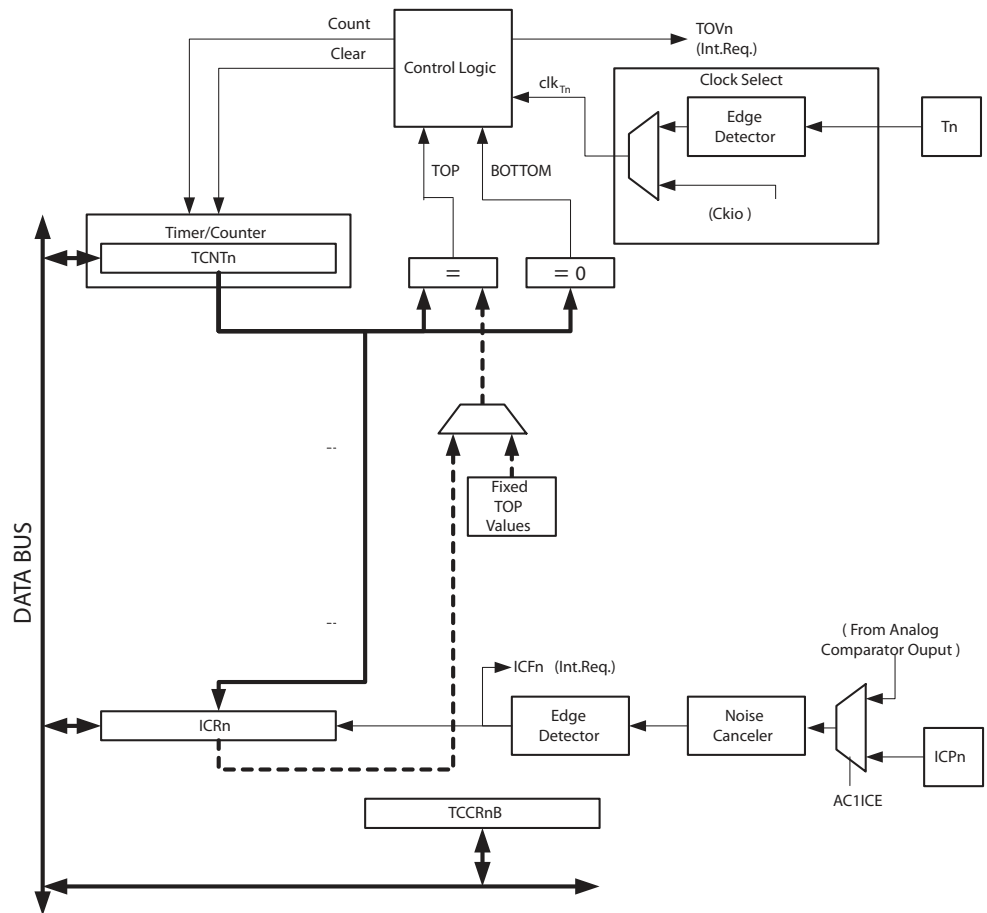 Count
TOVn
(Int.Req.)
Clear
Control Logic
Clock Select
clk Tn
Edge
Detector
Tn
TOP
BOTTOM
(Ckio )
Timer/Counter
TCNTn
=
= 0
--
Fixed
TOP
Values
DATA BUS
--
( From Analog
Comparator Ouput )
ICFn (Int.Req.)
ICRn
Edge
Detector
Noise
Canceler
ICPn
AC1ICE
TCCRnB